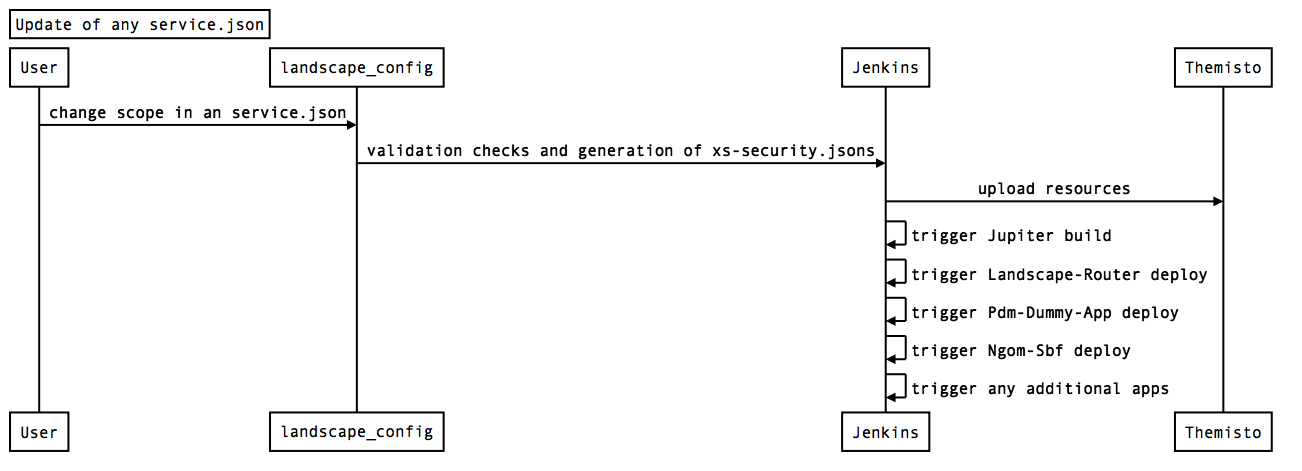 Update of any service.json
User
landscape_config
Jenkins
Themisto
change scope in an service.json
validation checks and generation of xs-security.jsons
upload resources
trigger Jupiter build
trigger Landscape-Router deploy
trigger Pdm-Dummy-App deploy
trigger Ngom-Sbf deploy
trigger any additional apps
User
landscape_config
Jenkins
Themisto